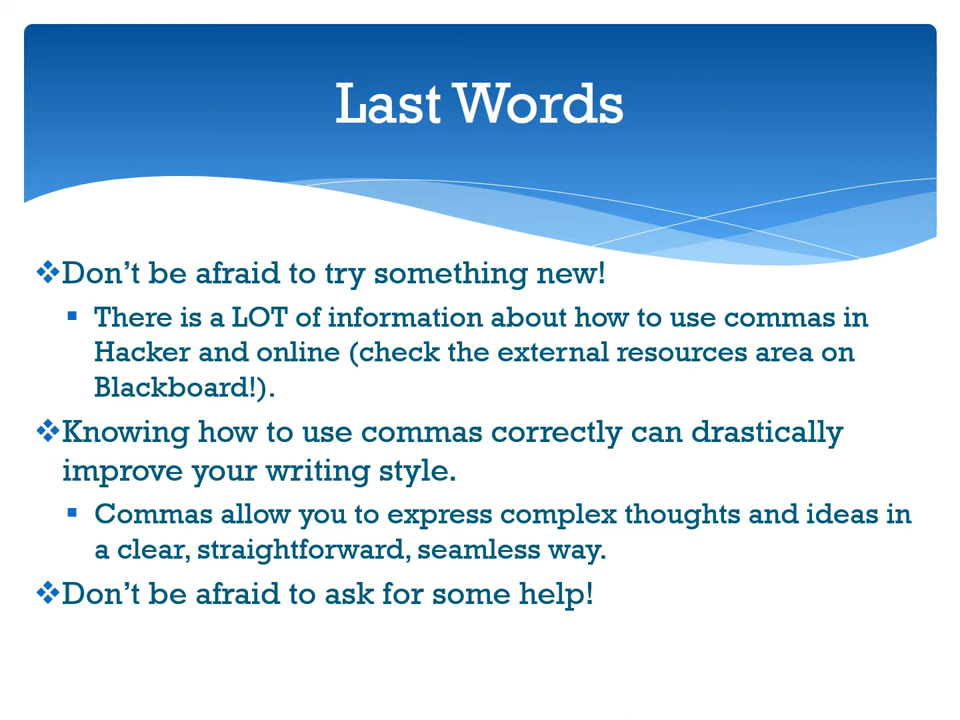 Last Words
Don’t be afraid to try something new!
There is a LOT of information about how to use commas in
Hacker and online (check the external resources area on
Blackboard!).
Knowing how to use commas correctly can drastically
improve your writing style.
Commas allow you to express complex thoughts and ideas in
a clear, straightforward, seamless way.
Don’t be afraid to ask for some help!